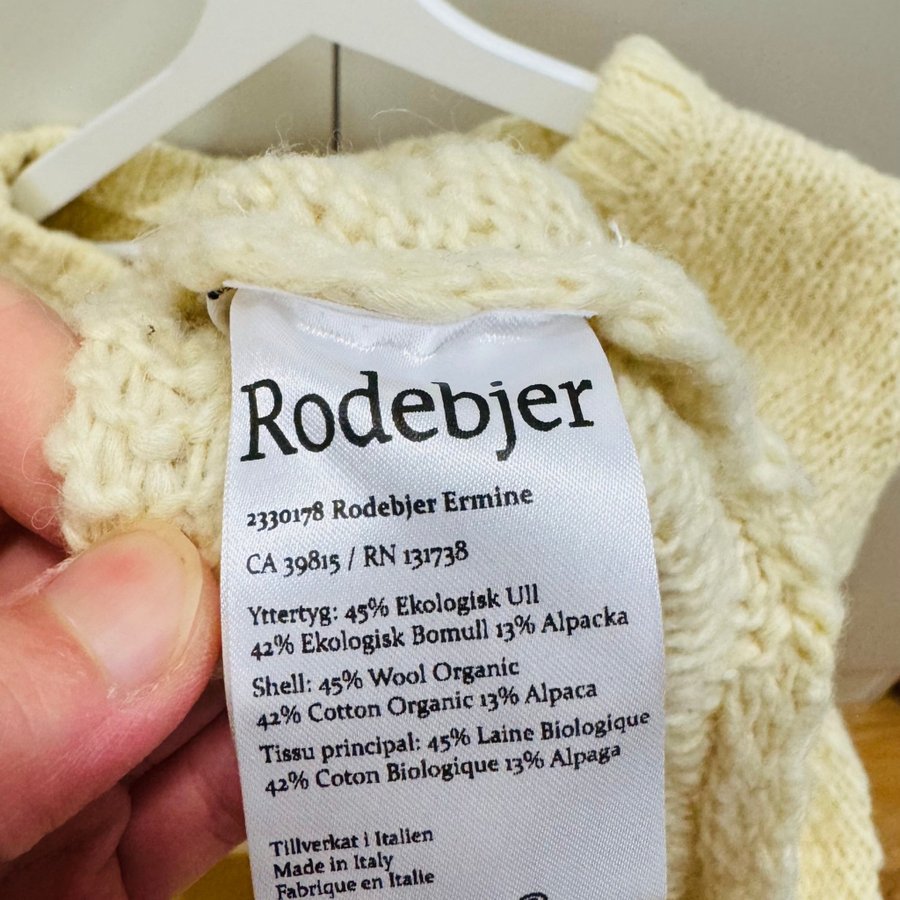 Rodebjer
2330178 Rodebjer Ermine
CA 39815 / RN 131738
Yttertyg: 45% Ekologisk Ull
42% Ekologisk Bomull 13% Alpacka
Shell: 45% Wool Organic
42% Cotton Organic 13% Alpaca
Tissu principal: 45% Laine Biologique
42% Coton Biologique 13% Alpaga
Tillverkat i Italien
Made in Italy
Fabrique en Italie